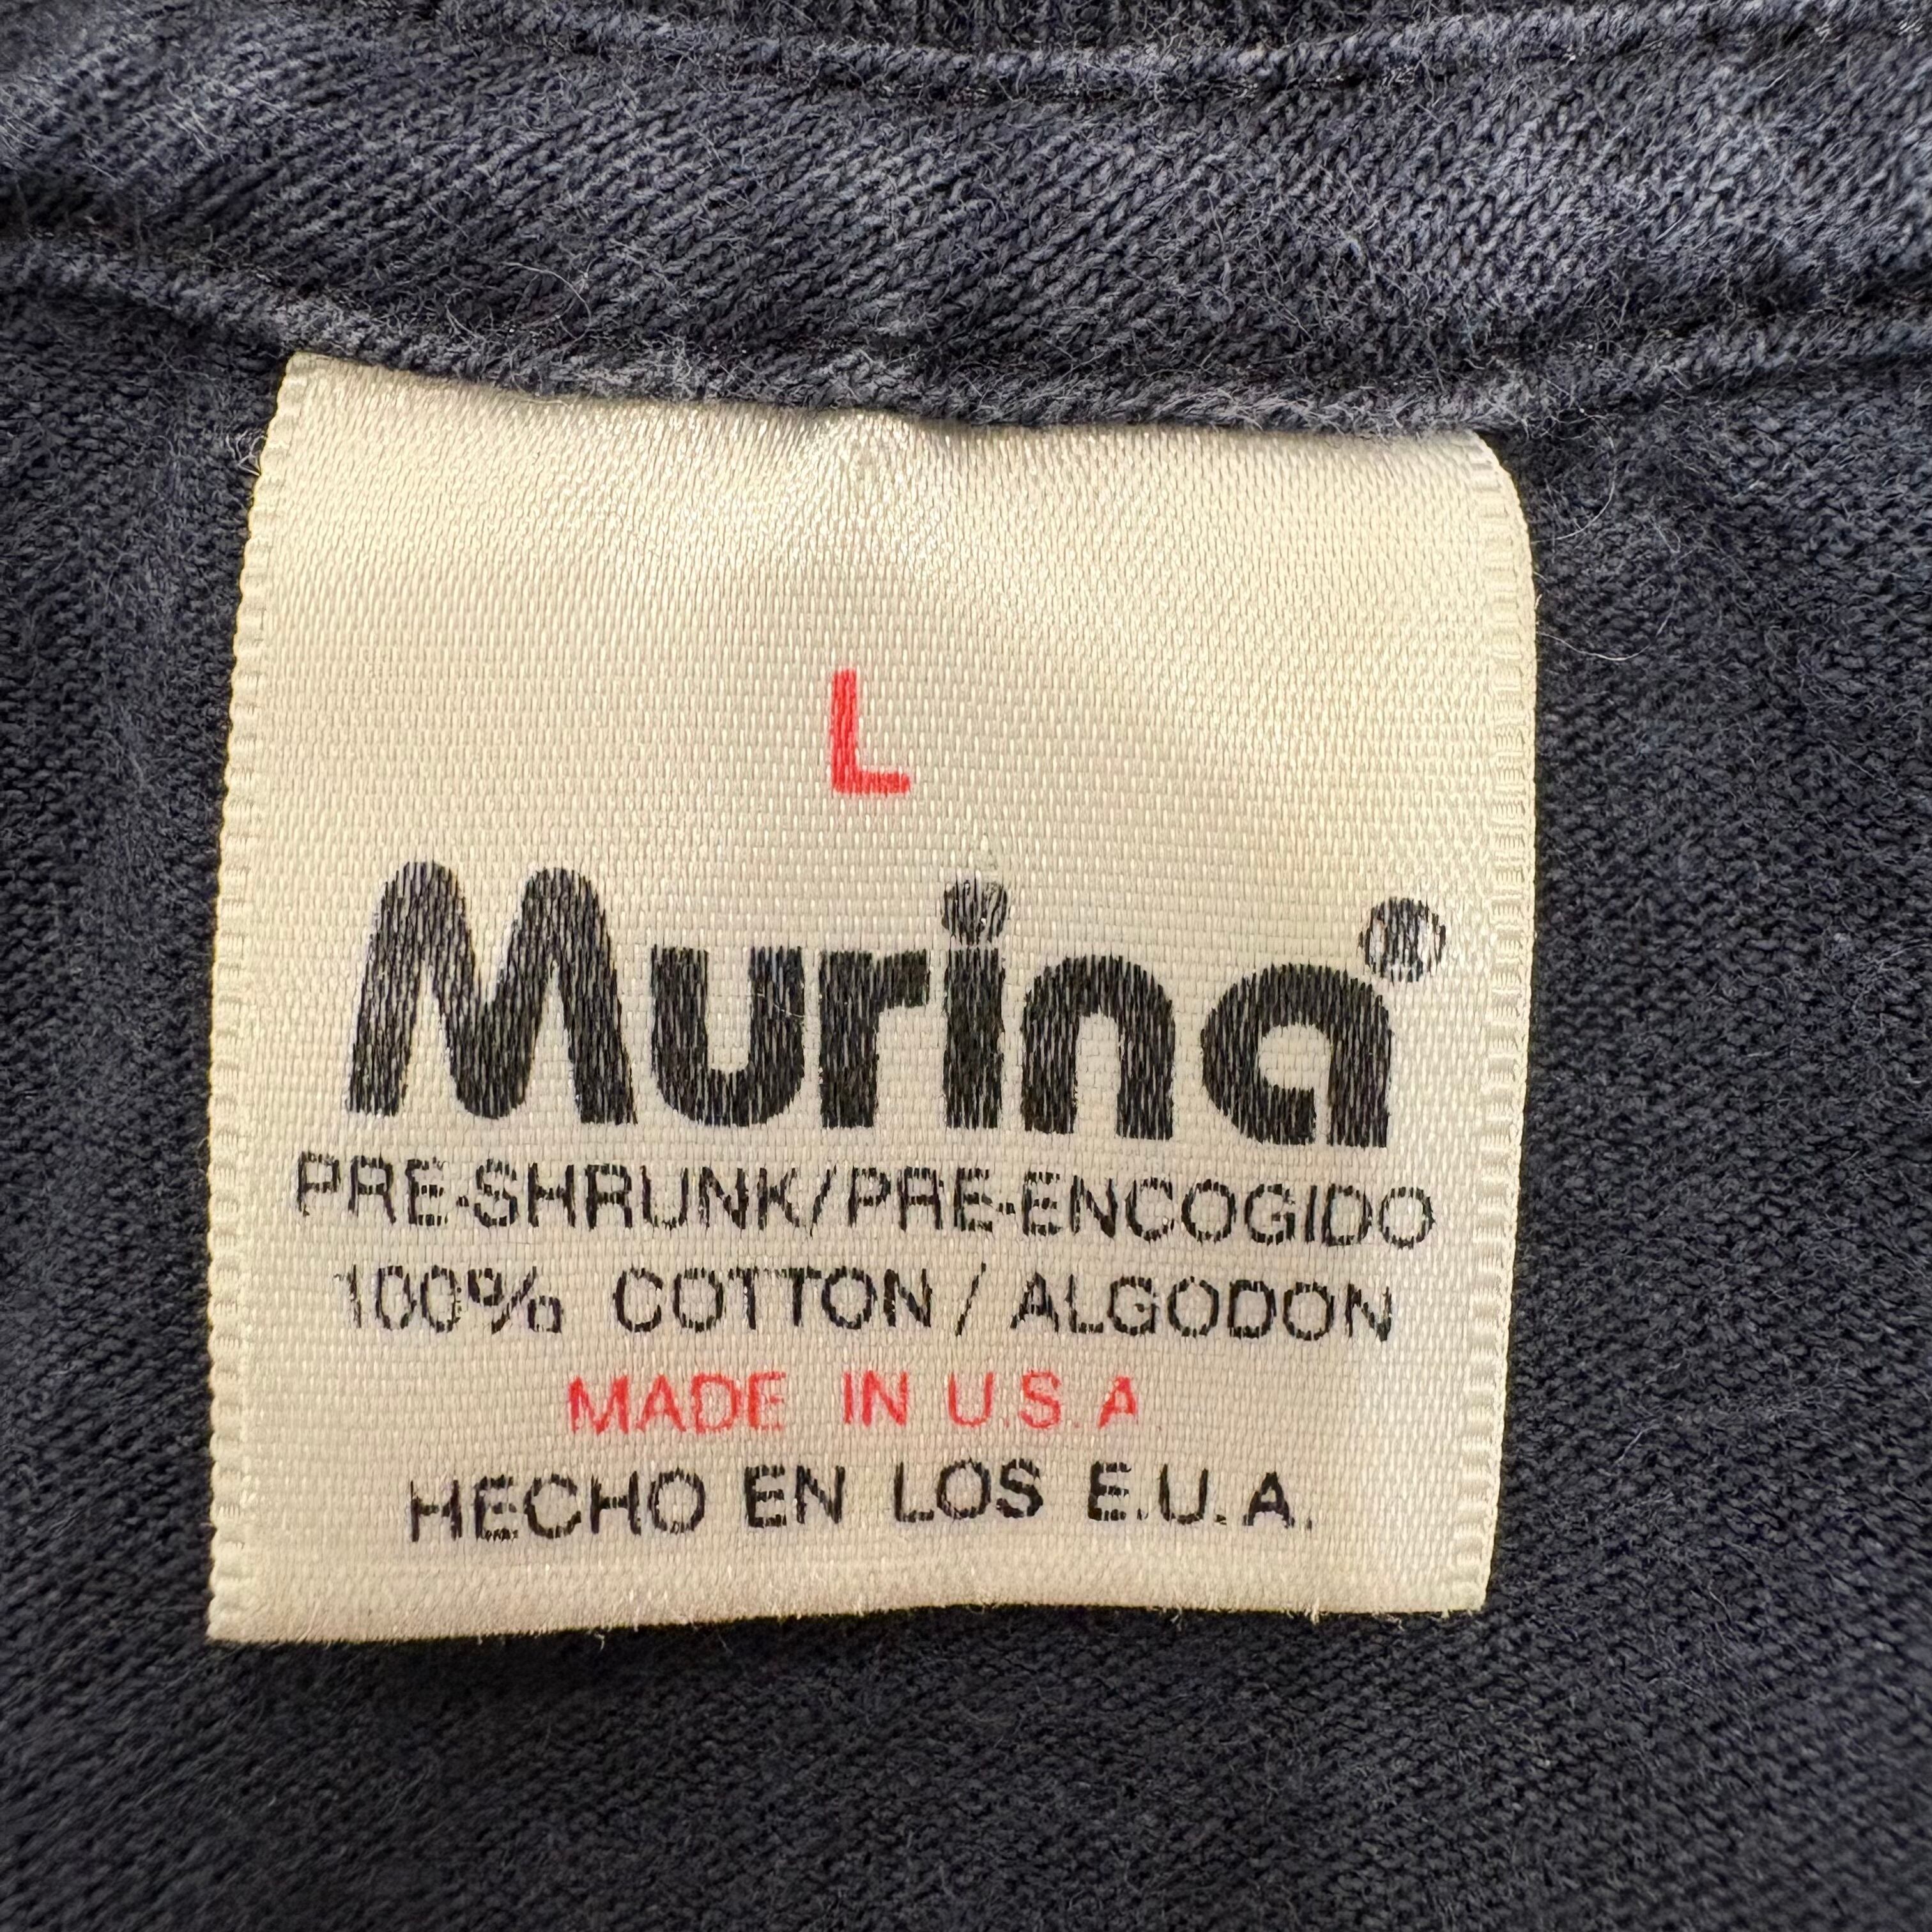 L
Murina®
PRE-SHRUNK/PRE-ENCOGIDO
100% COTTON / ALGODON
MADE IN U.S.A
HECHO EN LOS E.U.A.